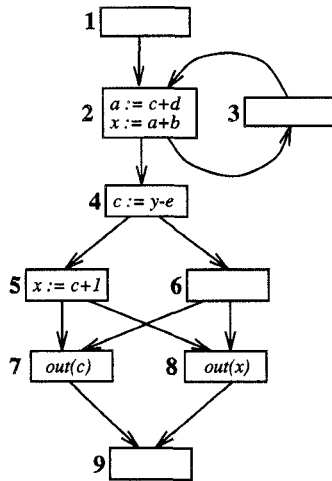 1
2
a := c+d
x := a+b
3
4
c := y-e
5
x := c+1
6
7
out(c)
8
out(x)
9